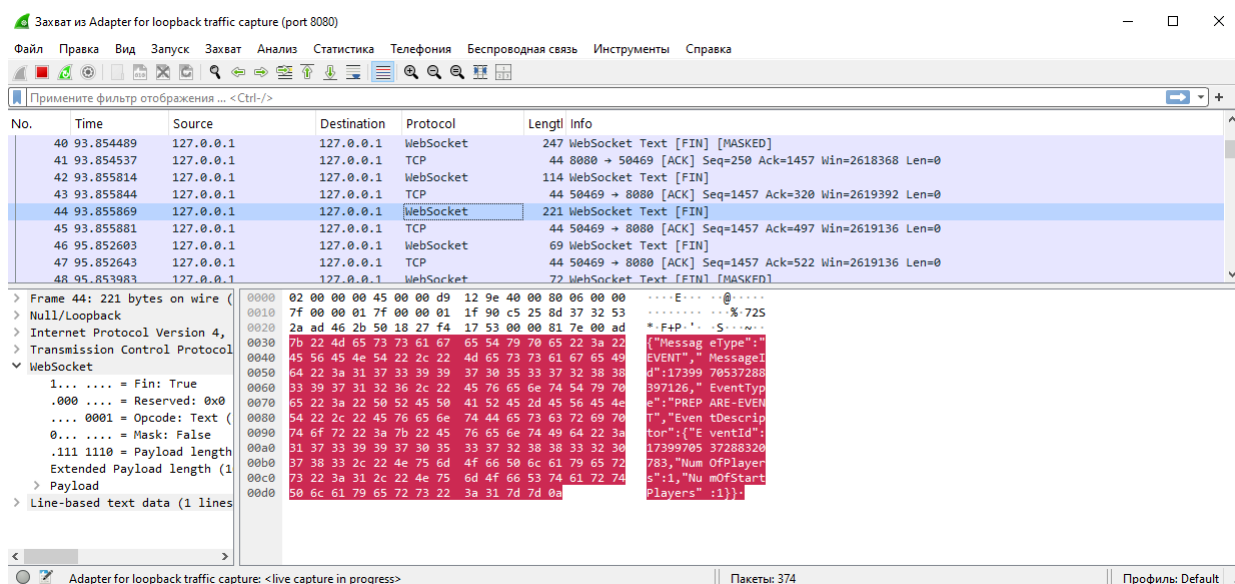 Захват из Adapter for loopback traffic capture (port 8080)
Файл Правка Вид Запуск Захват Анализ Статистика Телефония Беспроводная связь Инструменты Справка
Примените фильтр отображения ... <Ctrl-/>
No. Time Source Destination Protocol Lengtl Info
40 93.854489 127.0.0.1 127.0.0.1 WebSocket 247 WebSocket Text [FIN] [MASKED]
41 93.854537 127.0.0.1 127.0.0.1 TCP 44 8080 → 50469 [ACK] Seq=250 Ack=1457 Win=2618368 Len=0
42 93.855814 127.0.0.1 127.0.0.1 WebSocket 114 WebSocket Text [FIN]
43 93.855844 127.0.0.1 127.0.0.1 TCP 44 50469 → 8080 [ACK] Seq=1457 Ack=320 Win=2619392 Len=0
44 93.855869 127.0.0.1 127.0.0.1 WebSocket 221 WebSocket Text [FIN]
45 93.855881 127.0.0.1 127.0.0.1 TCP 44 50469 → 8080 [ACK] Seq=1457 Ack=497 Win=2619136 Len=0
46 95.852603 127.0.0.1 127.0.0.1 WebSocket 69 WebSocket Text [FIN]
47 95.852643 127.0.0.1 127.0.0.1 TCP 44 50469 → 8080 [ACK] Seq=1457 Ack=522 Win=2619136 Len=0
48 95.853983 127.0.0.1 127.0.0.1 WebSocket 72 WebSocket Text [FIN] [MASKED]
Frame 44: 221 bytes on wire (
Null/Loopback
Internet Protocol Version 4,
Transmission Control Protocol
WebSocket
1... .... = Fin: True
.000 .... = Reserved: 0x0
.... 0001 = Opcode: Text (
0... .... = Mask: False
.111 1110 = Payload length
Extended Payload length (1
Payload
Line-based text data (1 lines
0000 02 00 00 00 45 00 00 d9 12 9e 40 00 80 06 00 00 ····E··· ··@·····
0010 7f 00 00 01 7f 00 00 01 1f 90 c5 25 8d 37 32 53 ········ ···%·72S
0020 2a ad 46 2b 50 18 27 f4 17 53 00 00 81 7e 00 ad *·F+P·'· ·S···~··
0030 7b 22 4d 65 73 73 61 67 65 54 79 70 65 22 3a 22 {"Messag eType":"
0040 45 56 45 4e 54 22 2c 22 4d 65 73 73 61 67 65 49 EVENT"," MessageI
0050 64 22 3a 31 37 33 39 39 37 30 35 33 37 32 38 38 d":17399 70537288
0060 33 39 37 31 32 36 2c 22 45 76 65 6e 74 54 79 70 397126," EventTyp
0070 65 22 3a 22 50 52 45 50 41 52 45 2d 45 56 45 4e e":"PREP ARE-EVEN
0080 54 22 2c 22 45 76 65 6e 74 44 65 73 63 72 69 70 T","Even tDescrip
0090 74 6f 72 22 3a 7b 22 45 76 65 6e 74 49 64 22 3a tor":{"E ventId":
00a0 31 37 33 39 39 37 30 35 33 37 32 38 38 33 32 30 17399705 37288320
00b0 37 38 33 2c 22 4e 75 6d 4f 66 50 6c 61 79 65 72 783,"Num OfPlayer
00c0 73 22 3a 31 2c 22 4e 75 6d 4f 66 53 74 61 72 74 s":1,"Nu mOfStart
00d0 50 6c 61 79 65 72 73 22 3a 31 7d 7d 0a Players" :1}}·
Adapter for loopback traffic capture: <live capture in progress> Пакеты: 374 Профиль: Default